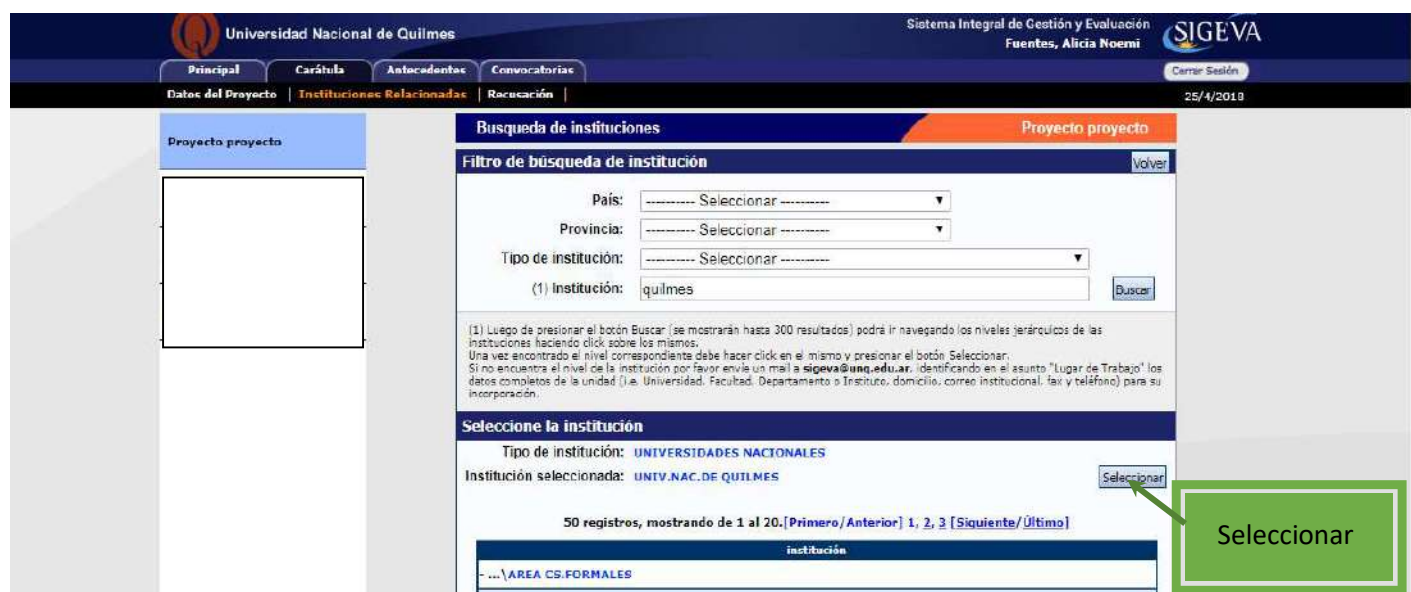 Universidad Nacional de Quilmes
Sistema Integral de Gestión y Evaluación
Fuentes, Alicia Noemi
SIGEVA
Principal Carátula Antecedentes Convocatorias
Cerrar Sesión
Datos del Proyecto | Instituciones Relacionadas | Recusación |
25/4/2018
Proyecto proyecto
Busqueda de instituciones Proyecto proyecto
Filtro de búsqueda de institución Volver
País: ---------- Seleccionar ----------
Provincia: ---------- Seleccionar ----------
Tipo de institución: ---------- Seleccionar ----------
(1) Institución: quilmes Buscar
(1) Luego de presionar el botón Buscar (se mostrarán hasta 300 resultados) podrá ir navegando los niveles jerárquicos de las
instituciones haciendo click sobre los mismos.
Una vez encontrado el nivel correspondiente debe hacer click en el mismo y presionar el botón Seleccionar.
Si no encuentra el nivel de la institución por favor envíe un mail a sigeva@unq.edu.ar, identificando en el asunto "Lugar de Trabajo" los
datos completos de la unidad (i.e. Universidad, Facultad, Departamento o Instituto, domicilio, correo institucional, fax y teléfono) para su
incorporación.
Seleccione la institución
Tipo de institución: UNIVERSIDADES NACIONALES
Institución seleccionada: UNIV.NAC.DE QUILMES
Seleccionar
Seleccionar
50 registros, mostrando de 1 al 20.[Primero/Anterior] 1, 2, 3 [Siguiente/Último]
institución
- ...\AREA CS.FORMALES